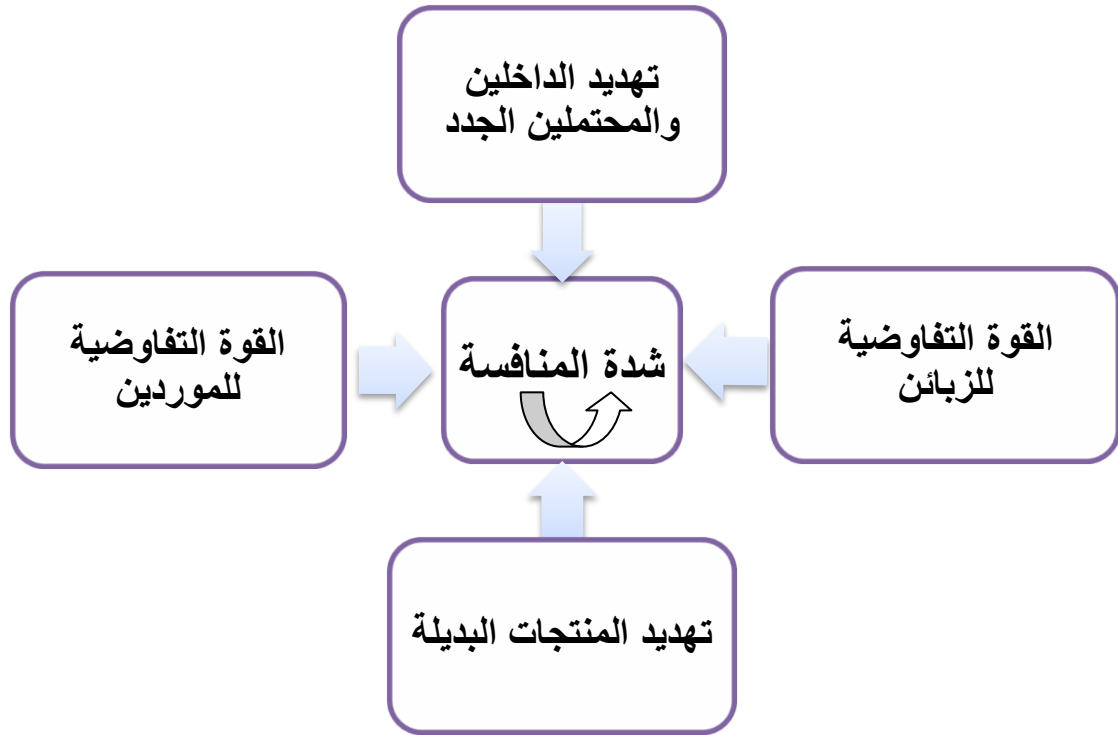 تهديد الداخلين
والمحتملين الجدد
القوة التفاوضية
للزبائن
شدة المنافسة
القوة التفاوضية
للموردين
تهديد المنتجات البديلة